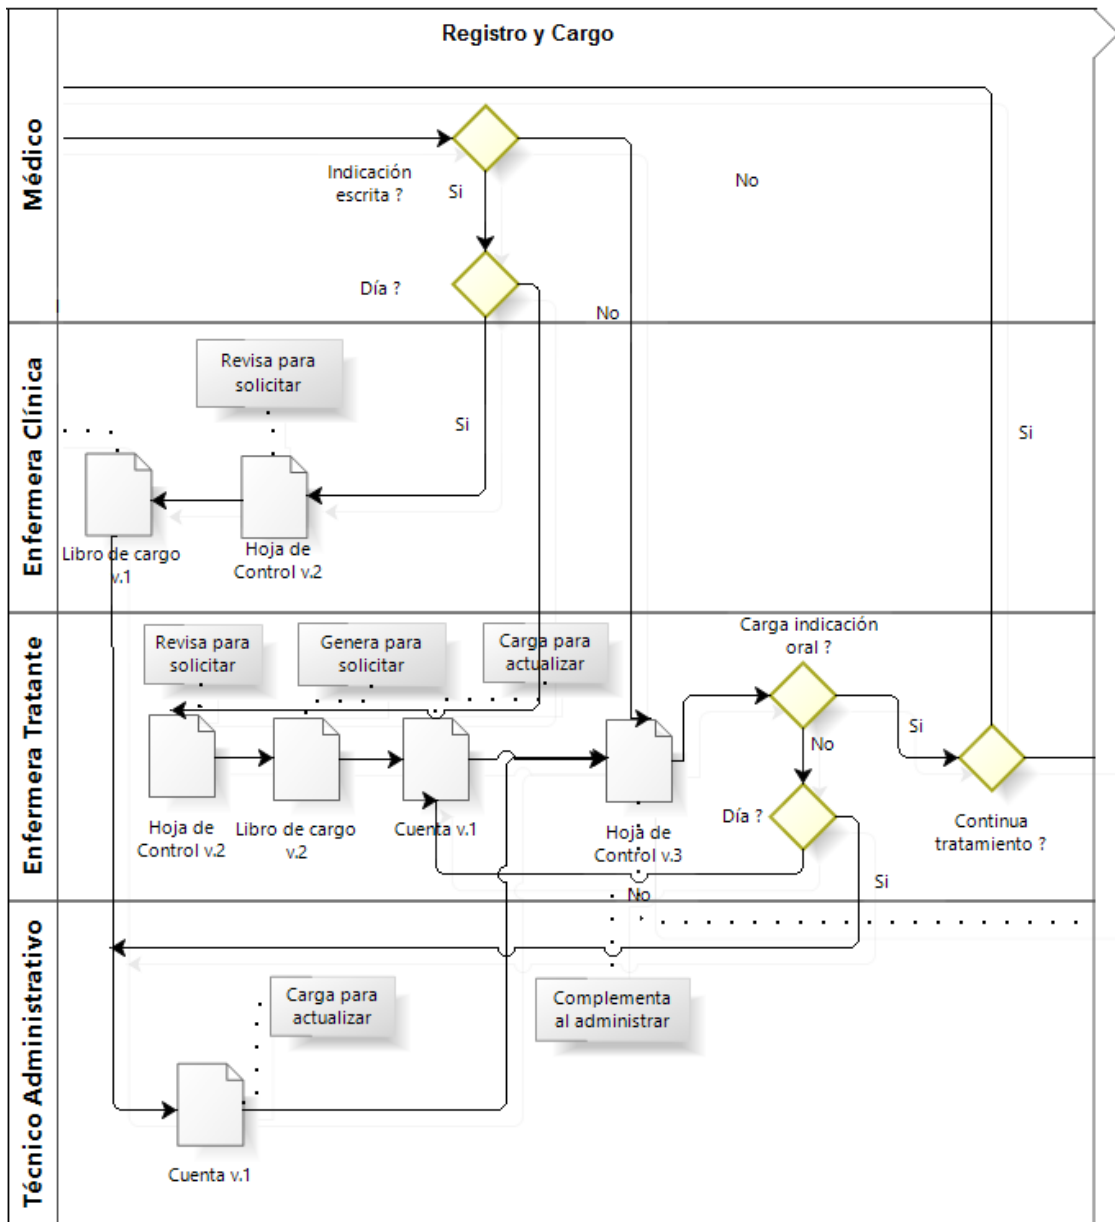 Registro y Cargo
Médico
Indicación
escrita ?
Si
No
Día ?
No
Enfermera Clínica
Revisa para
solicitar
Si
Si
Libro de cargo
v.1
Hoja de
Control v.2
Enfermera Tratante
Revisa para
solicitar
Genera para
solicitar
Carga para
actualizar
Carga indicación
oral ?
Si
No
Hoja de
Control v.2
Libro de cargo
v.2
Cuenta v.1
Hoja de
Control v.3
Día ?
Continua
tratamiento ?
No
Si
Técnico Administrativo
Carga para
actualizar
Complementa
al administrar
Cuenta v.1